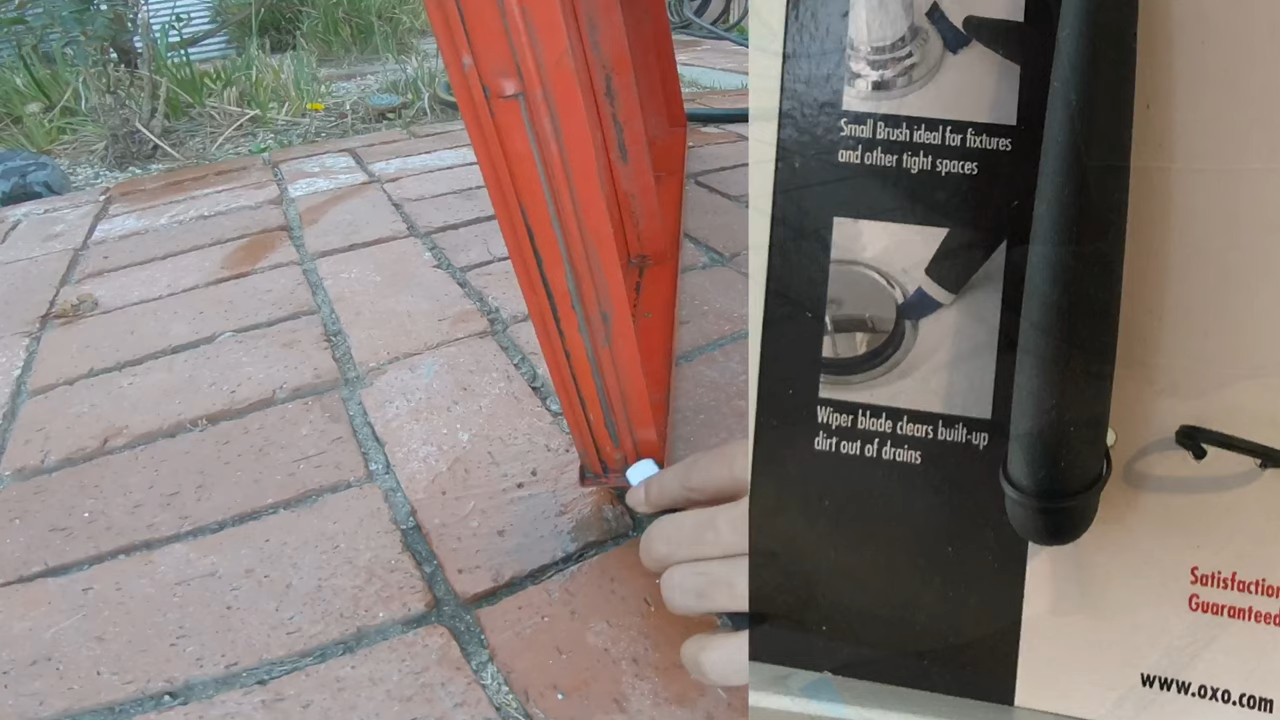 Small Brush ideal for fixtures
and other tight spaces
Wiper blade clears built-up
dirt out of drains
Satisfaction
Guaranteed
www.oxo.com